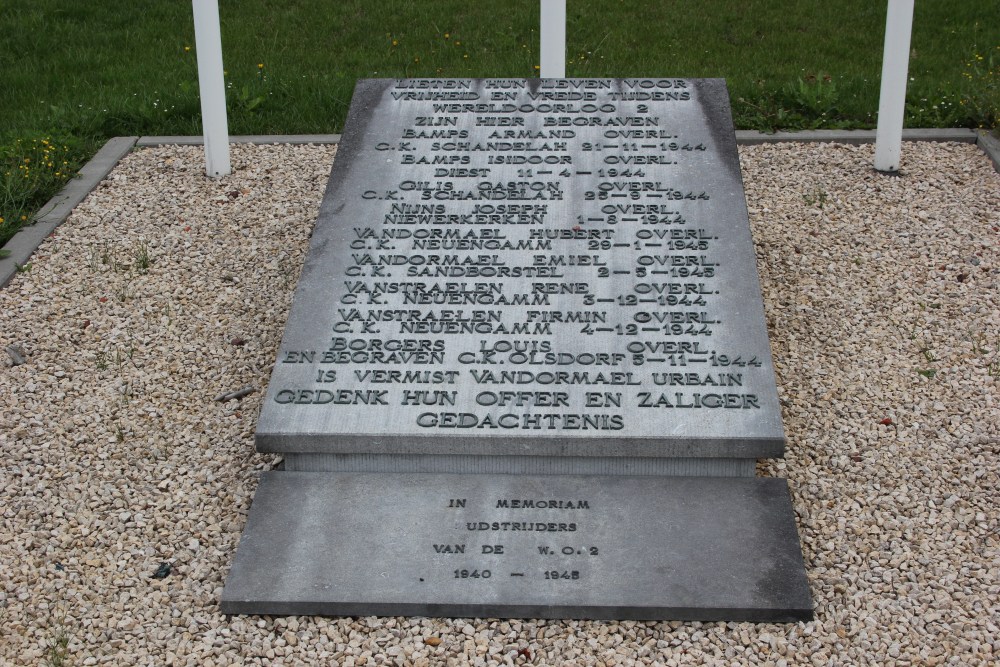 LIETEN HUN LEVEN VOOR
VRIJHEID EN VREDE TIJDENS
WERELDOORLOG 2
ZIJN HIER BEGRAVEN
BAMPS ARMAND OVERL.
C.K. SCHANDELAH 21-11-1944
BAMPS ISIDOOR OVERL.
DIEST 11-4-1944
GILIS GASTON OVERL.
C.K. SCHANDELAH 25-9-1944
NIJNS JOSEPH OVERL.
NIEWERKERKEN 1-8-1944
VANDORMAEL HUBERT OVERL.
C.K. NEUENGAMM 29-1-1945
VANDORMAEL EMIEL OVERL.
C.K. SANDBORSTEL 2-5-1945
VANSTRAELEN RENE OVERL.
C.K. NEUENGAMM 3-12-1944
VANSTRAELEN FIRMIN OVERL.
C.K. NEUENGAMM 4-12-1944
BORGERS LOUIS OVERL.
EN BEGRAVEN C.K. OLSDORF 5-11-1944
IS VERMIST VANDORMAEL URBAIN
GEDENK HUN OFFER EN ZALIGER
GEDACHTENIS
IN MEMORIAM
UDSTRIJDERS
VAN DE W.O. 2
1940 - 1945